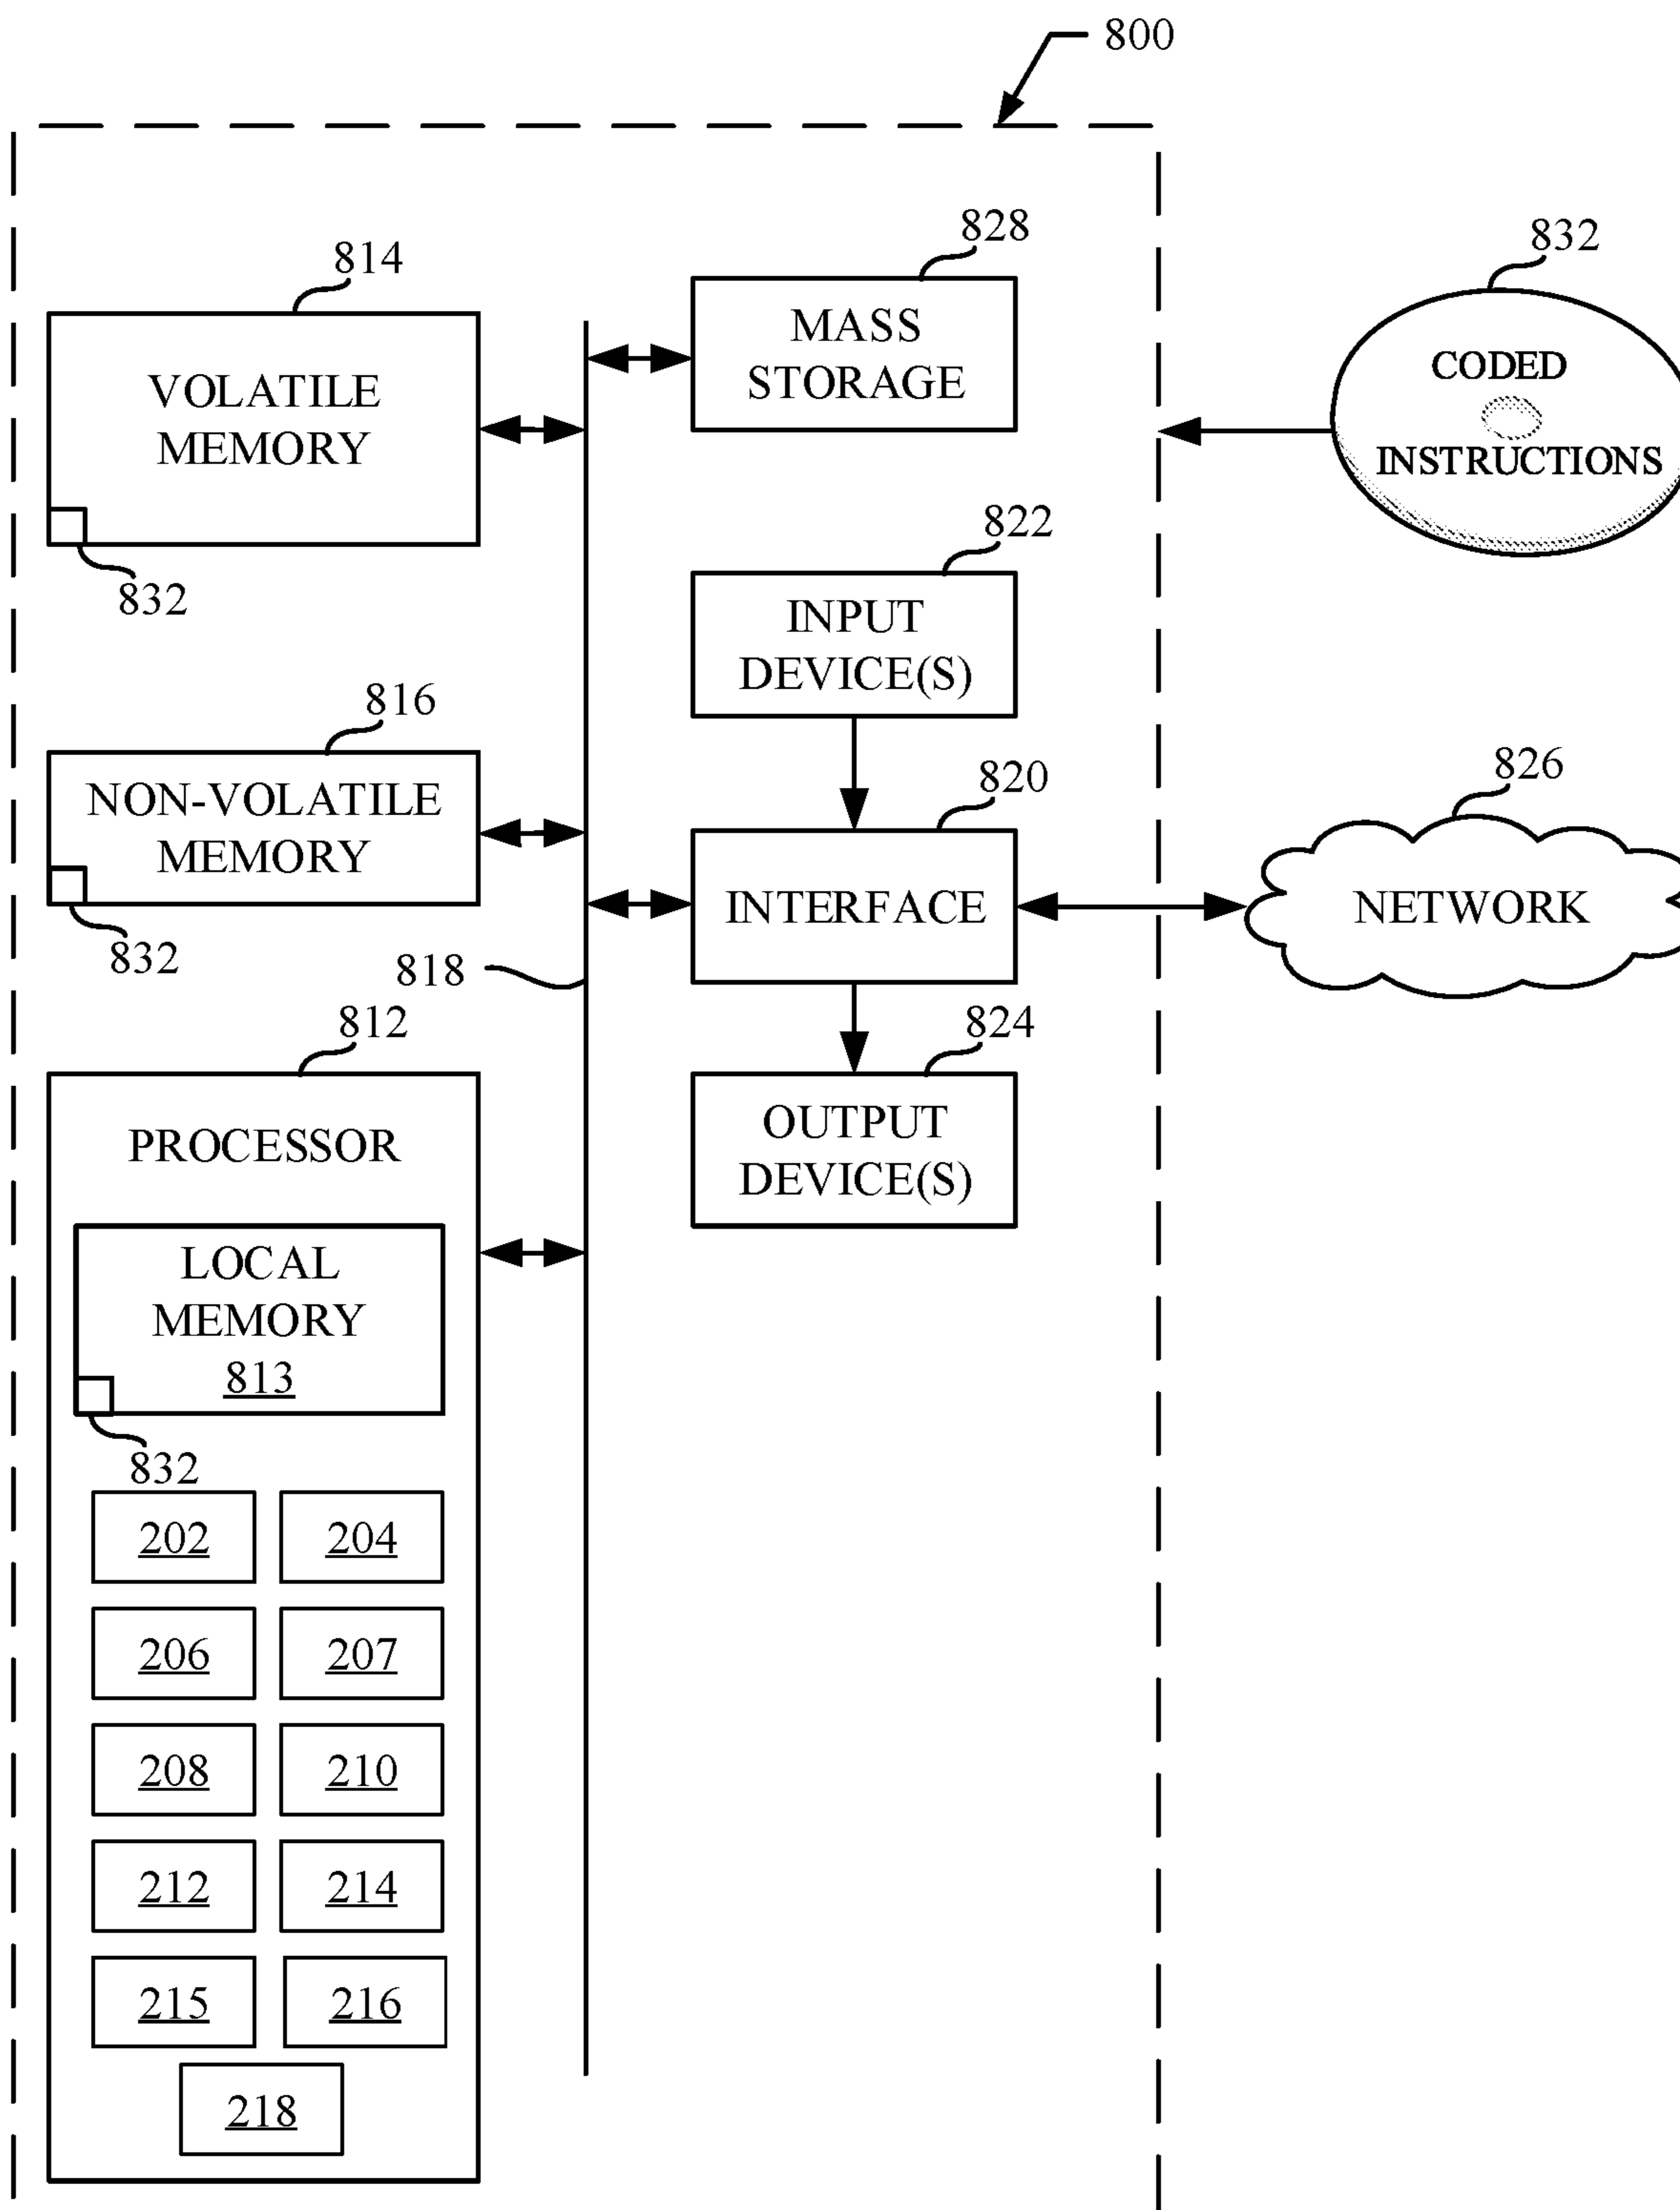 800
828
832
814
MASS
STORAGE
CODED
INSTRUCTIONS
VOLATILE
MEMORY
832
822
INPUT
DEVICE(S)
816
820
826
NON-VOLATILE
MEMORY
INTERFACE
NETWORK
832
818
812
824
PROCESSOR
OUTPUT
DEVICE(S)
LOCAL
MEMORY
813
832
202 204
206 207
208 210
212 214
215 216
218